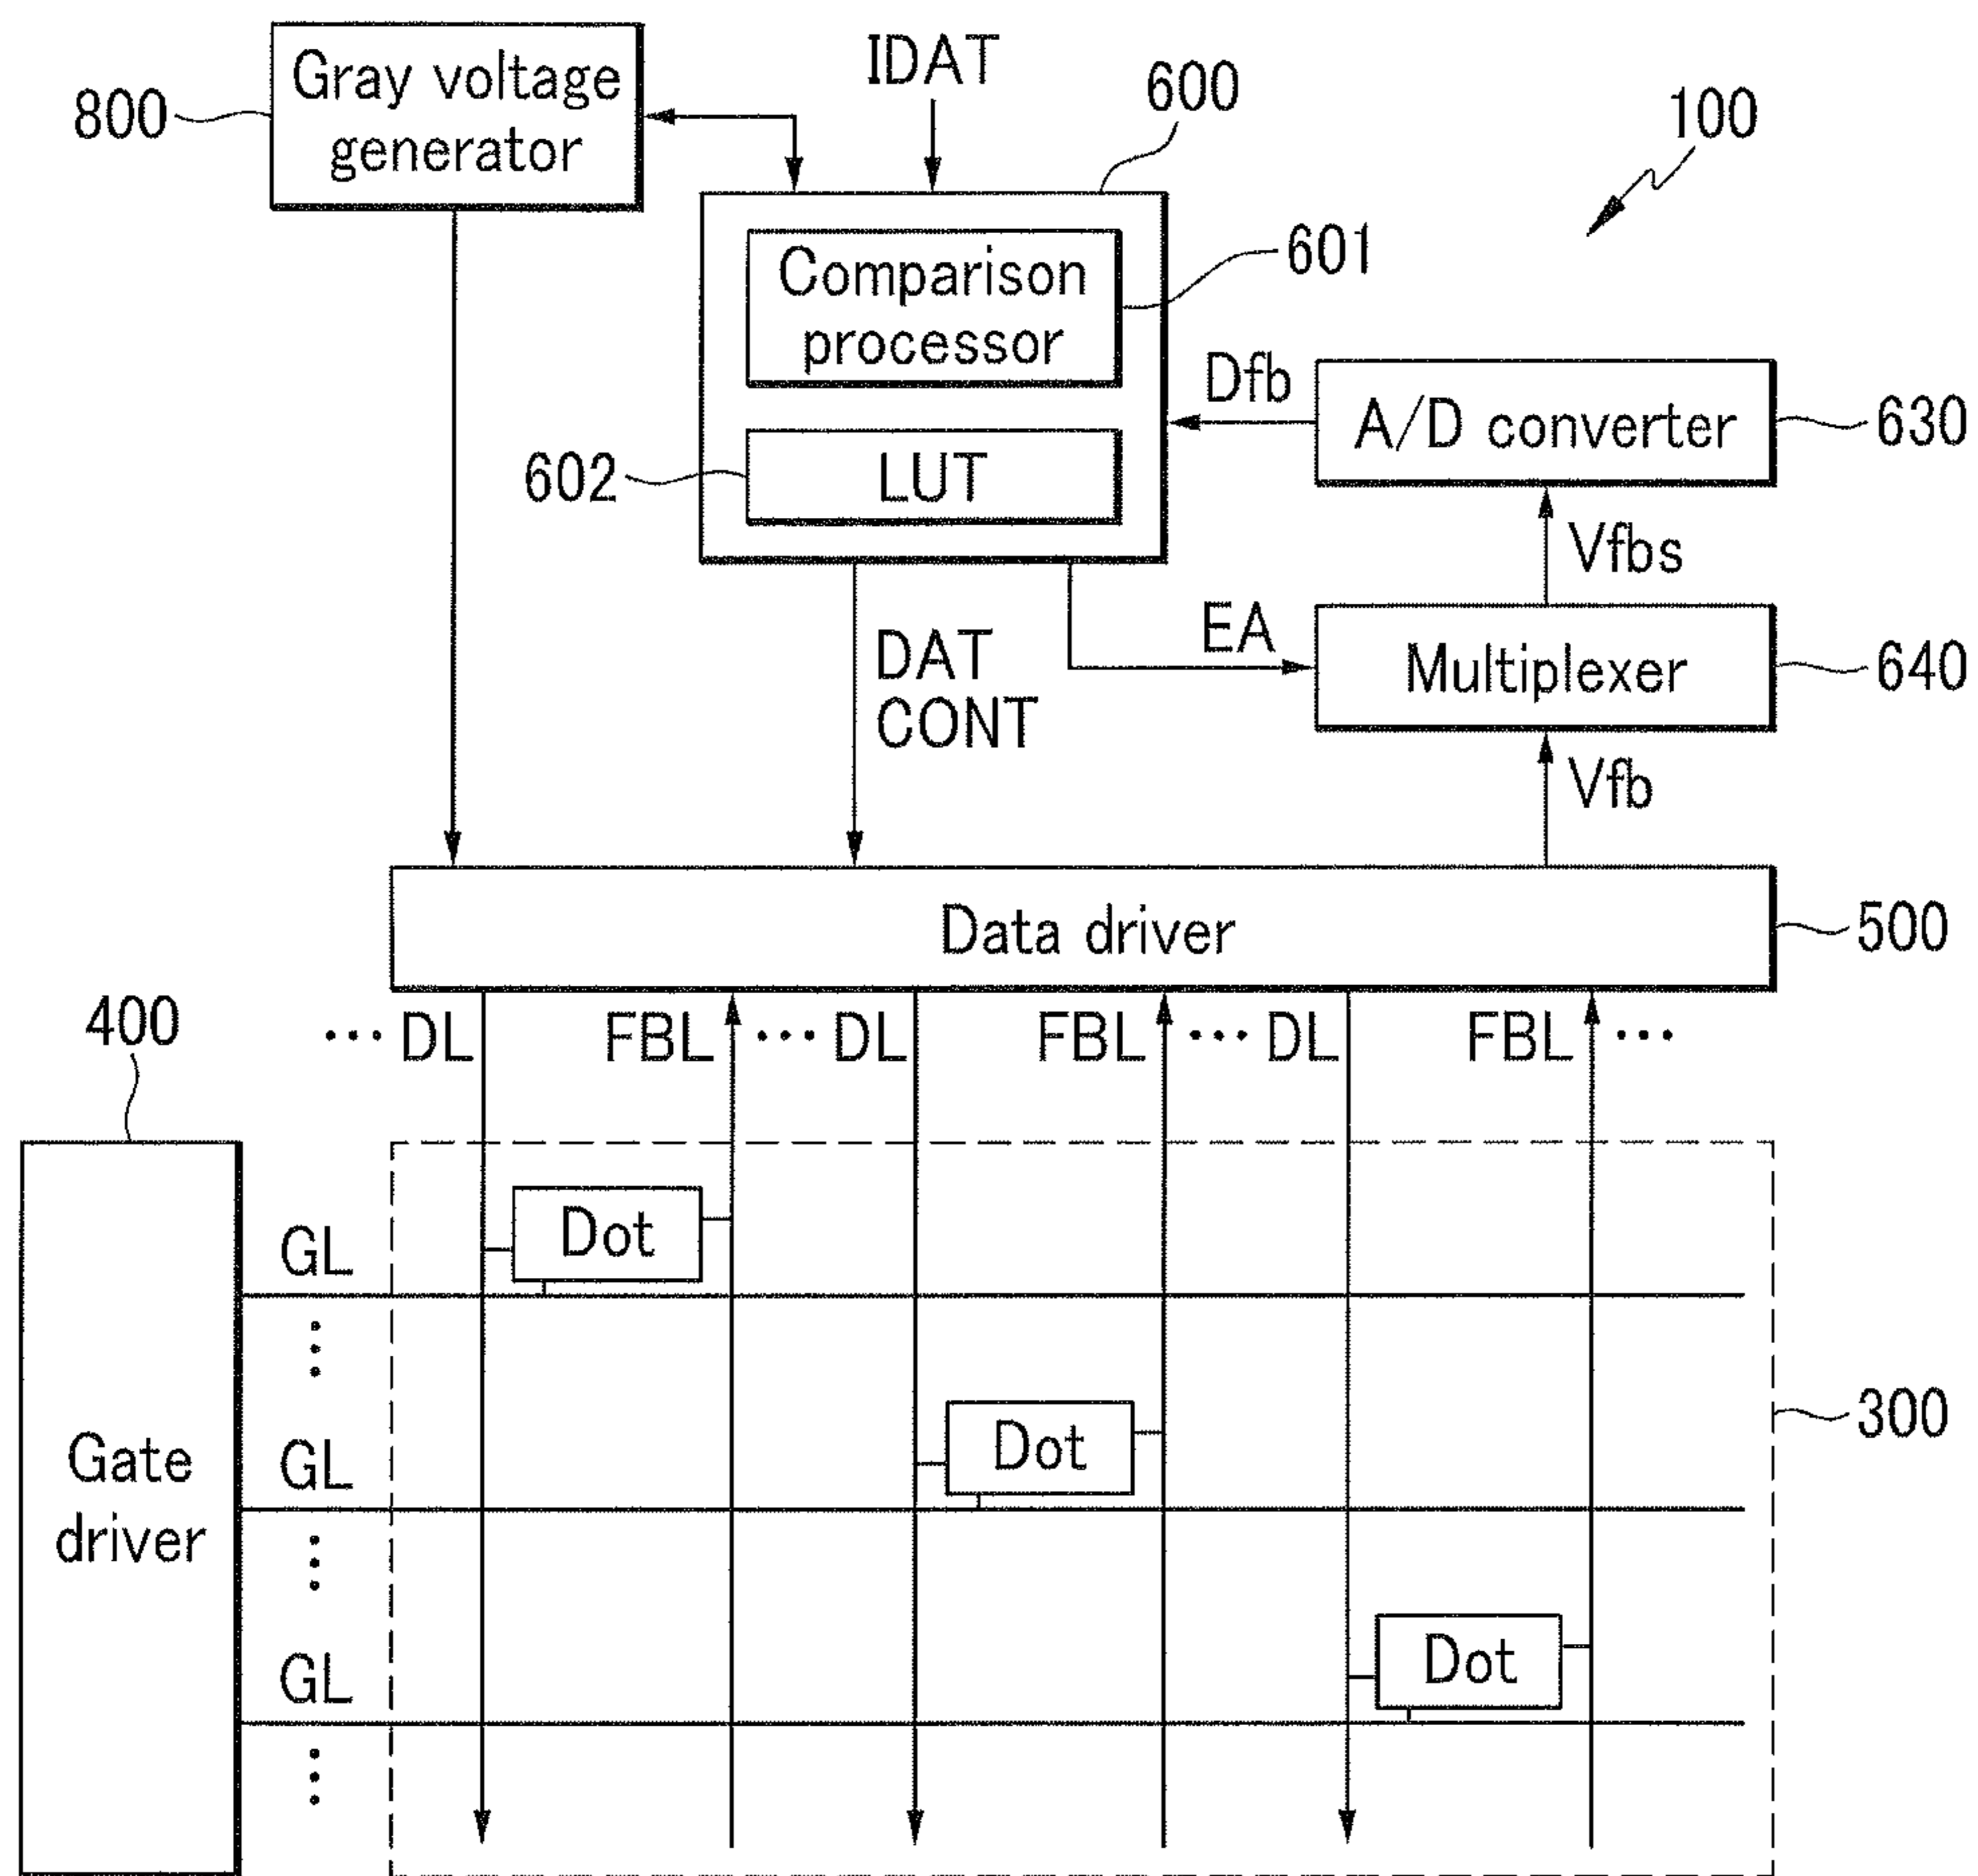 Gray voltage
generator
800
IDAT
600
100
Comparison
processor
601
LUT
602
Dfb
A/D converter
630
Vfbs
EA
Multiplexer
640
DAT
CONT
Vfb
Data driver
500
400
··· DL
FBL
··· DL
FBL
··· DL
FBL
···
Gate
driver
GL
Dot
GL
Dot
300
GL
Dot